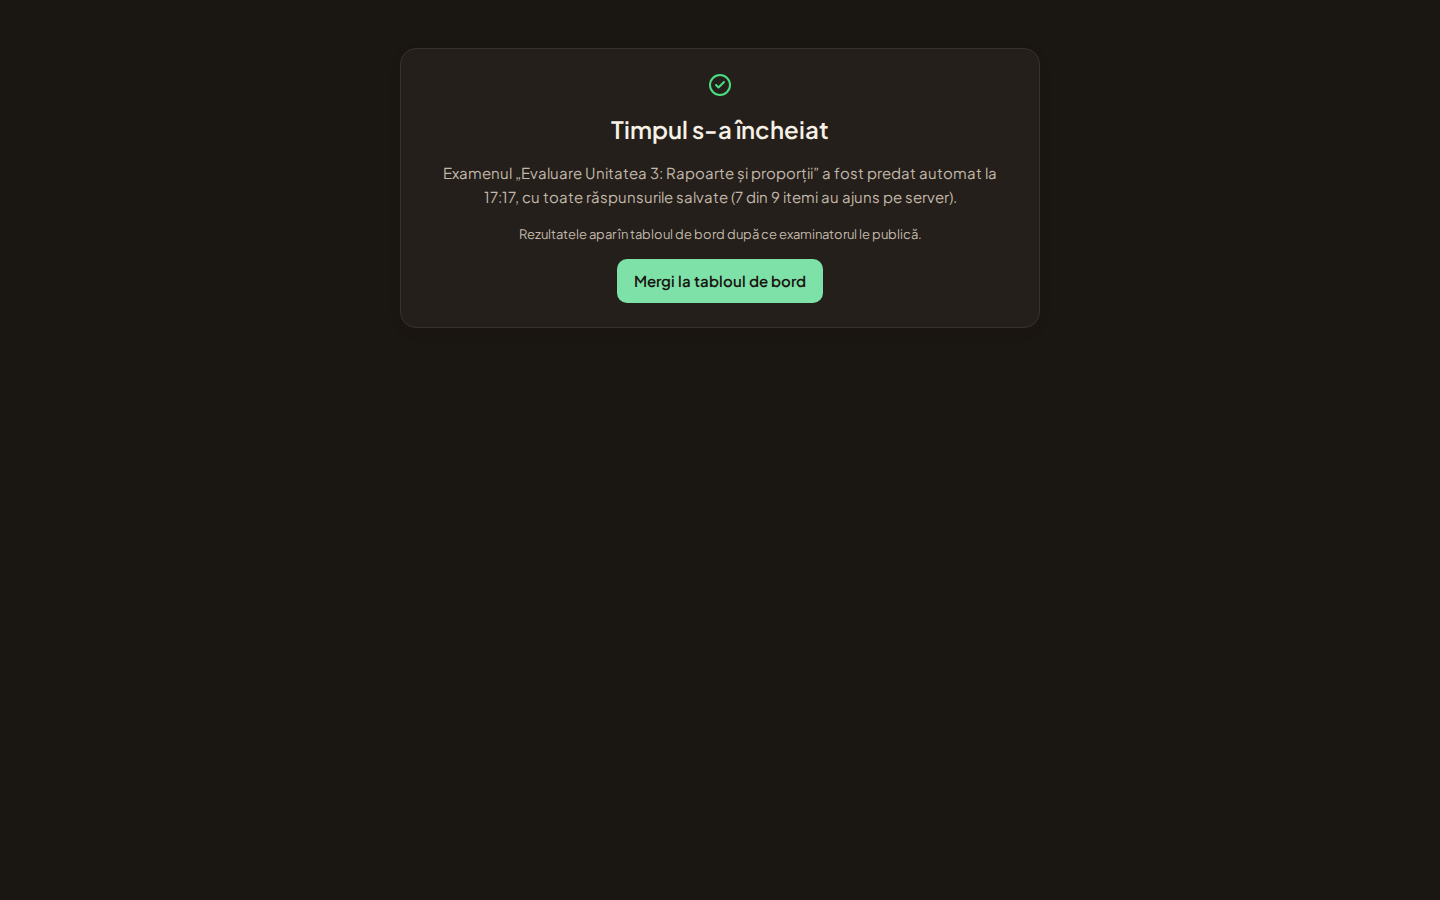 Timpul s-a încheiat
Examenul „Evaluare Unitatea 3: Rapoarte și proporții” a fost predat automat la
17:17, cu toate răspunsurile salvate (7 din 9 itemi au ajuns pe server).
Rezultatele apar în tabloul de bord după ce examinatorul le publică.
Mergi la tabloul de bord